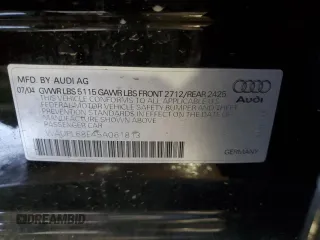 MFD BY AUDI AG
07/04 GVWR LBS 5115 GAWR LBS FRONT 2712/REAR 2425
THIS VEHICLE CONFORMS TO ALL APPLICABLE
FEDERAL MOTOR VEHICLE SAFETY BUMPER AND THEFT
PREVENTION STANDARDS IN EFFECT ON THE DATE OF
MANUFACTURE SHOWN ABOVE
PASSENGER CAR
Audi
GERMANY
DREAMBID